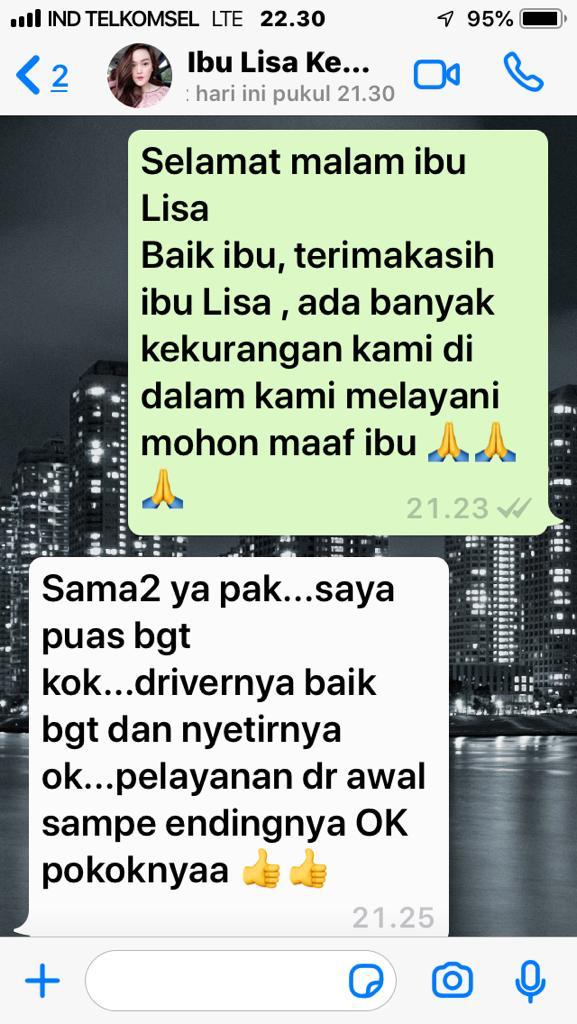 IND TELKOMSEL LTE 22.30 95%
2 Ibu Lisa Ke...
: hari ini pukul 21.30
Selamat malam ibu
Lisa
Baik ibu, terimakasih
ibu Lisa , ada banyak
kekurangan kami di
dalam kami melayani
mohon maaf ibu 🙏🙏
🙏
21.23
Sama2 ya pak...saya
puas bgt
kok...drivernya baik
bgt dan nyetirnya
ok...pelayanan dr awal
sampe endingnya OK
pokoknyaa 👍👍
21.25